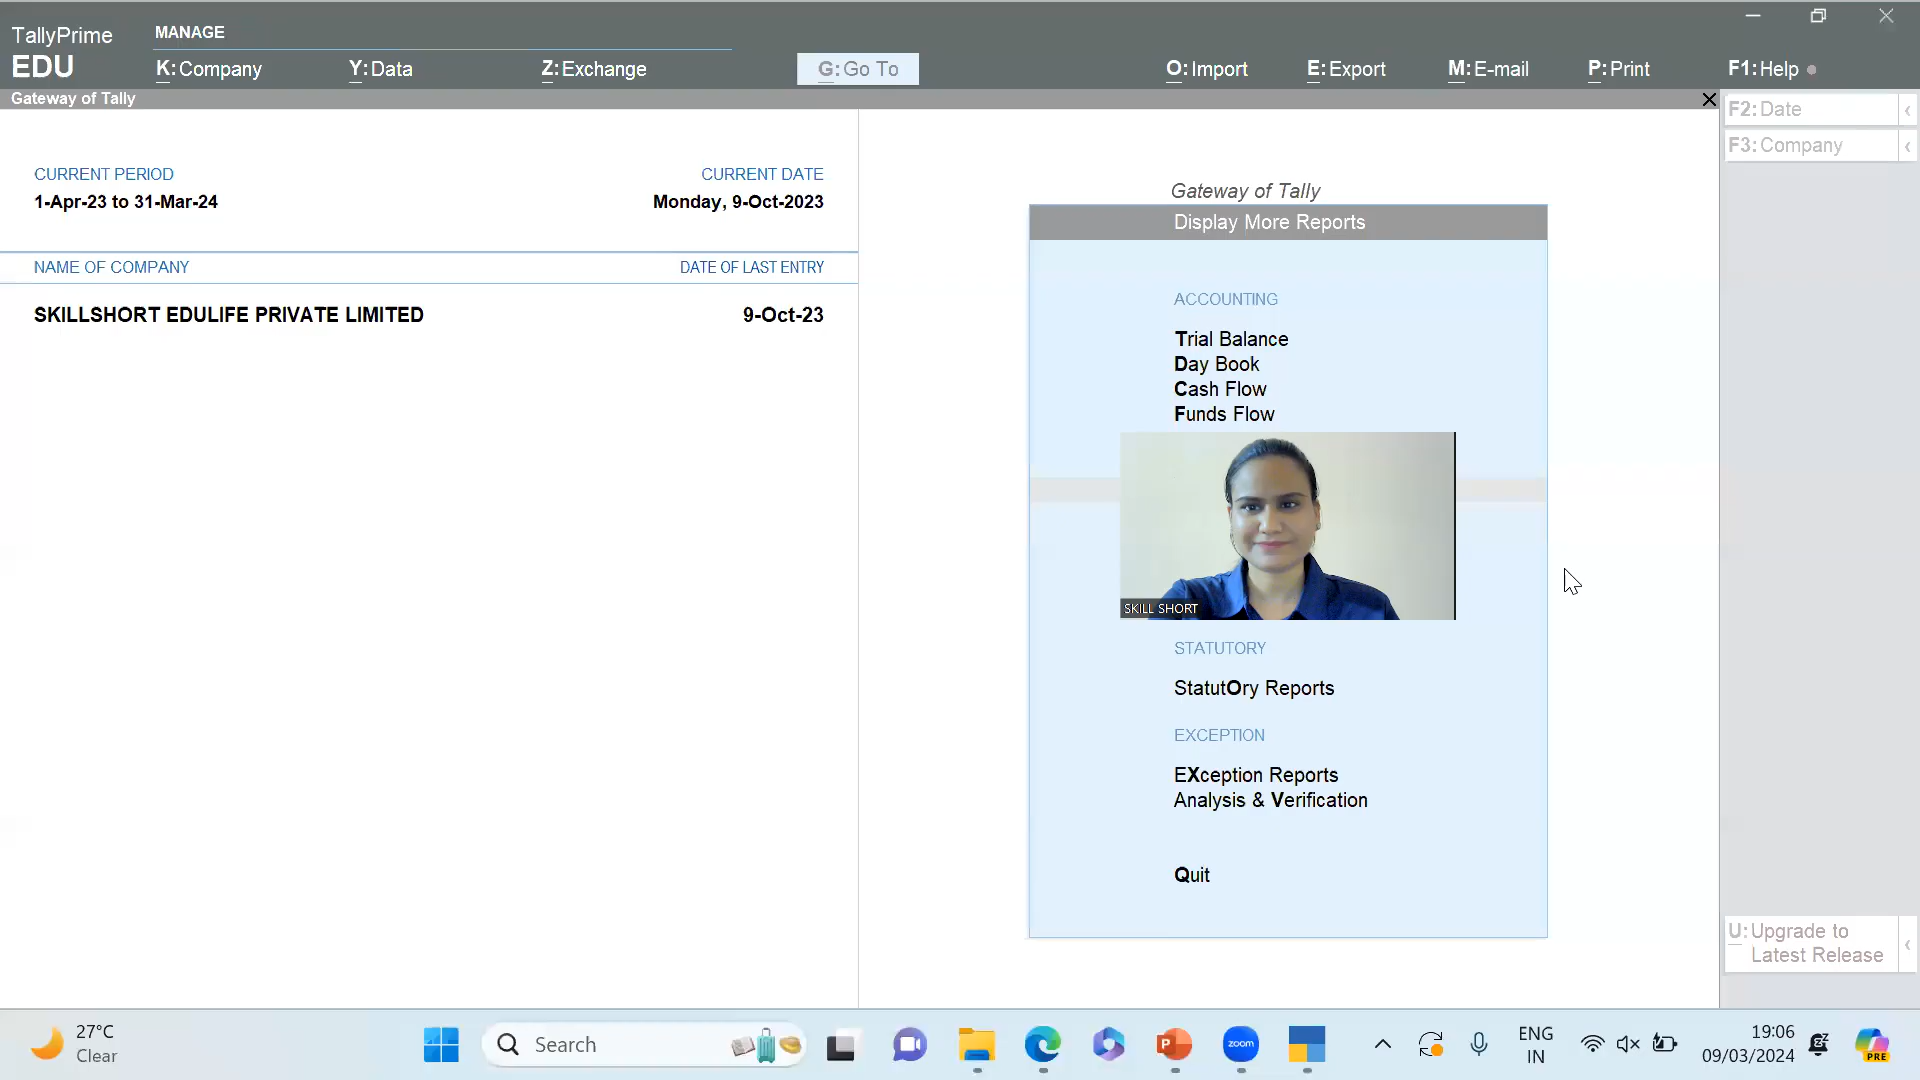 TallyPrime
EDU
MANAGE
K:Company
Y:Data
Z:Exchange
G:Go To
O:Import
E:Export
M:E-mail
P:Print
F1:Help
Gateway of Tally
F2:Date
F3:Company
CURRENT PERIOD
CURRENT DATE
1-Apr-23 to 31-Mar-24
Monday, 9-Oct-2023
NAME OF COMPANY
DATE OF LAST ENTRY
SKILLSHORT EDULIFE PRIVATE LIMITED
9-Oct-23
Gateway of Tally
Display More Reports
ACCOUNTING
Trial Balance
Day Book
Cash Flow
Funds Flow
SKILL SHORT
STATUTORY
StatutOry Reports
EXCEPTION
EXception Reports
Analysis & Verification
Quit
U:Upgrade to
Latest Release
27°C
Clear
Search
zoom
ENG
IN
19:06
09/03/2024
PRE